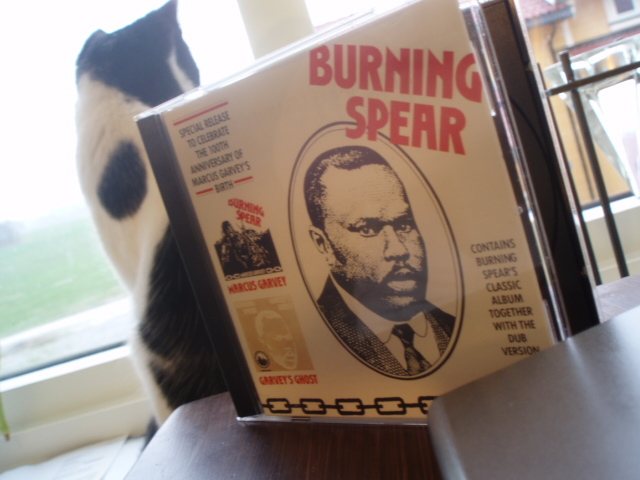 BURNING
SPEAR
SPECIAL RELEASE
TO CELEBRATE
THE 100TH
ANNIVERSARY OF
MARCUS GARVEY'S
BIRTH
BURNING
SPEAR
MARCUS GARVEY
GARVEY'S GHOST
CONTAINS
BURNING
SPEAR'S
CLASSIC
ALBUM
TOGETHER
WITH THE
DUB
VERSION